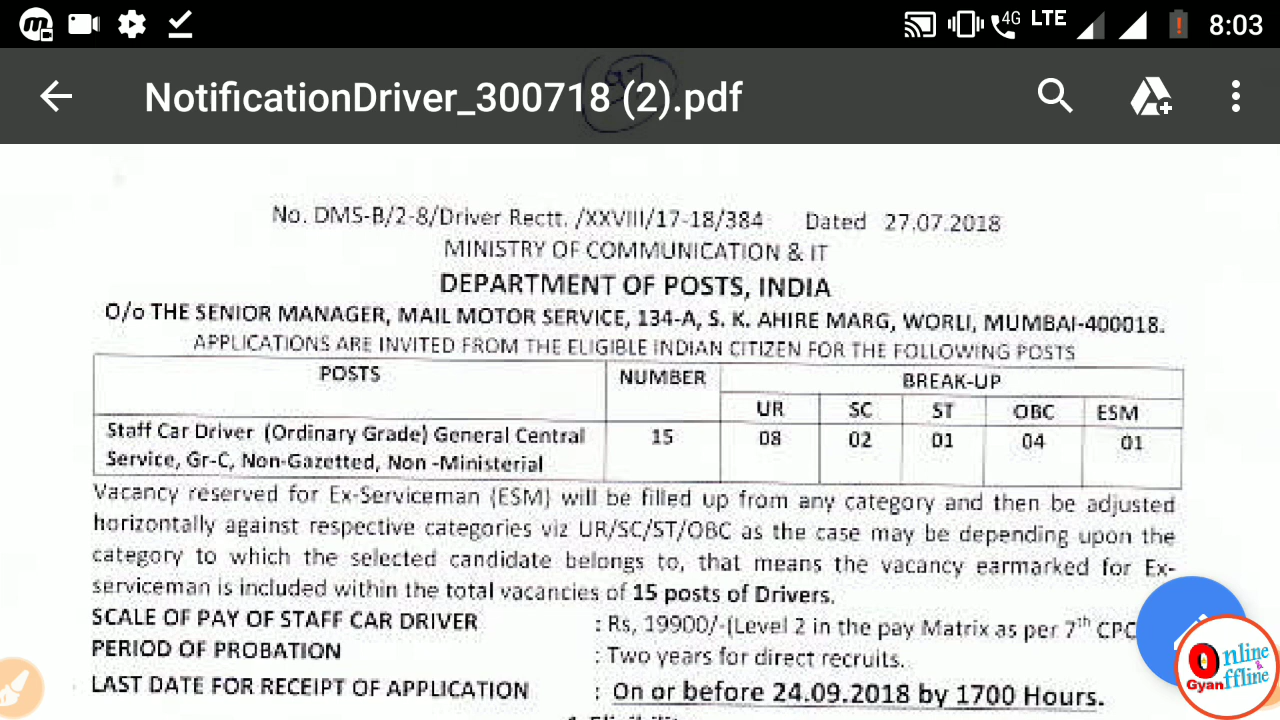 4G LTE 8:03
NotificationDriver_300718 (2).pdf
No. DMS-B/2-8/Driver Rectt. /XXVIII/17-18/384 Dated 27.07.2018
MINISTRY OF COMMUNICATION & IT
DEPARTMENT OF POSTS, INDIA
O/o THE SENIOR MANAGER, MAIL MOTOR SERVICE, 134-A, S. K. AHIRE MARG, WORLI, MUMBAI-400018.
APPLICATIONS ARE INVITED FROM THE ELIGIBLE INDIAN CITIZEN FOR THE FOLLOWING POSTS
POSTS NUMBER BREAK-UP
UR SC ST OBC ESM
Staff Car Driver (Ordinary Grade) General Central 15 08 02 01 04 01
Service, Gr-C, Non-Gazetted, Non -Ministerial
Vacancy reserved for Ex-Serviceman (ESM) will be filled up from any category and then be adjusted
horizontally against respective categories viz UR/SC/ST/OBC as the case may be depending upon the
category to which the selected candidate belongs to, that means the vacancy earmarked for Ex-
serviceman is included within the total vacancies of 15 posts of Drivers.
SCALE OF PAY OF STAFF CAR DRIVER : Rs, 19900/-(Level 2 in the pay Matrix as per 7th CPC
PERIOD OF PROBATION : Two years for direct recruits.
LAST DATE FOR RECEIPT OF APPLICATION : On or before 24.09.2018 by 1700 Hours.
Online & Offline
Gyan